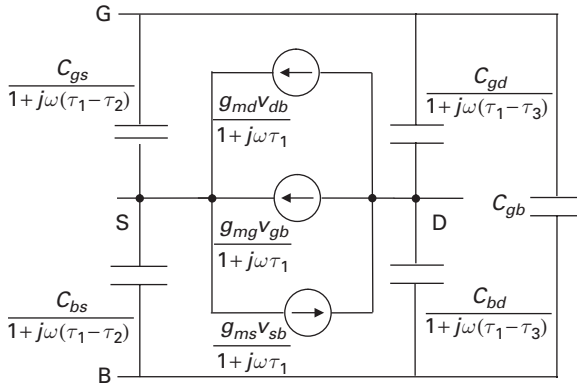 G
C_gs
1+jω(τ₁−τ₂)
g_md v_db
1+jωτ₁
C_gd
1+jω(τ₁−τ₃)
S
g_mg v_gb
1+jωτ₁
D
C_gb
C_bs
1+jω(τ₁−τ₂)
g_ms v_sb
1+jωτ₁
C_bd
1+jω(τ₁−τ₃)
B